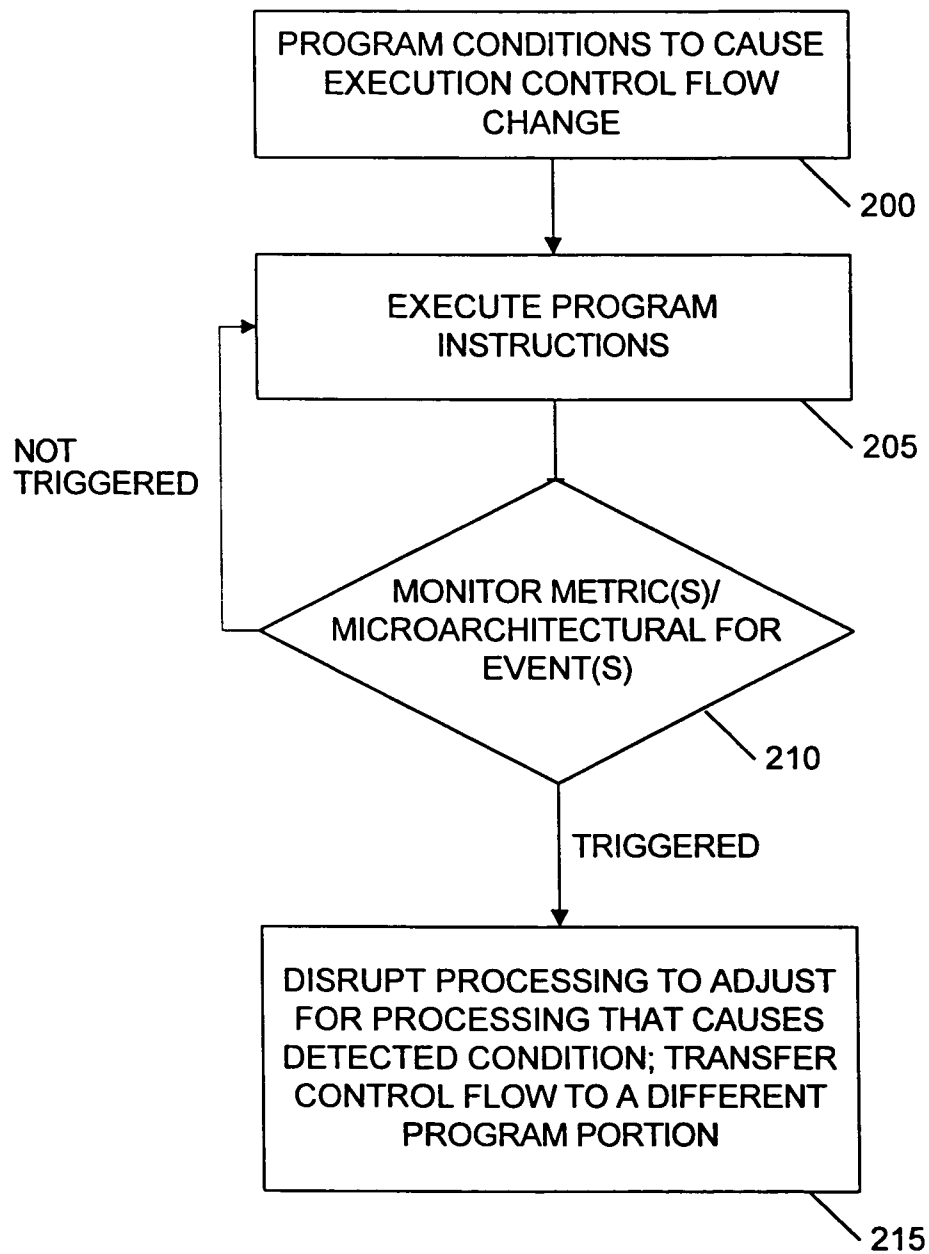 PROGRAM CONDITIONS TO CAUSE
EXECUTION CONTROL FLOW
CHANGE
200
EXECUTE PROGRAM
INSTRUCTIONS
205
NOT
TRIGGERED
MONITOR METRIC(S)/
MICROARCHITECTURAL FOR
EVENT(S)
210
TRIGGERED
DISRUPT PROCESSING TO ADJUST
FOR PROCESSING THAT CAUSES
DETECTED CONDITION; TRANSFER
CONTROL FLOW TO A DIFFERENT
PROGRAM PORTION
215